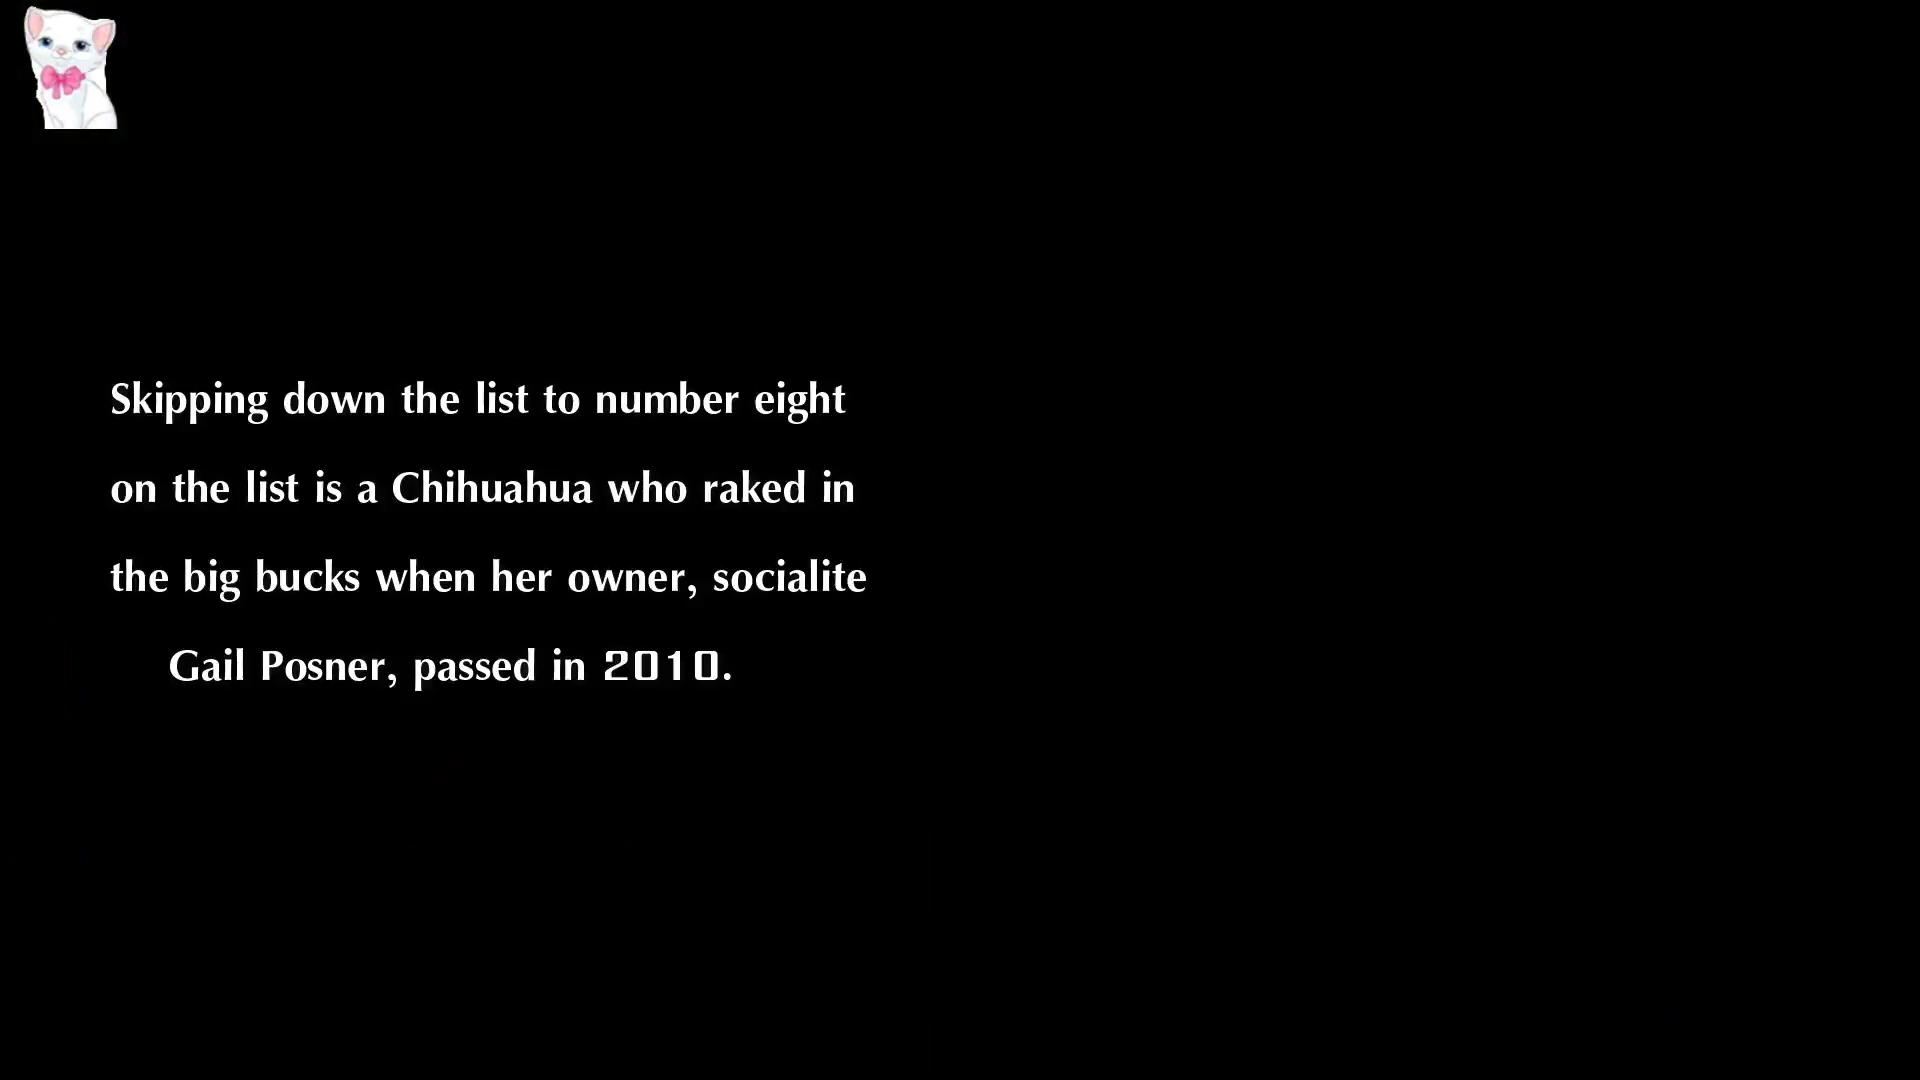 Skipping down the list to number eight
on the list is a Chihuahua who raked in
the big bucks when her owner, socialite
Gail Posner, passed in 2010.